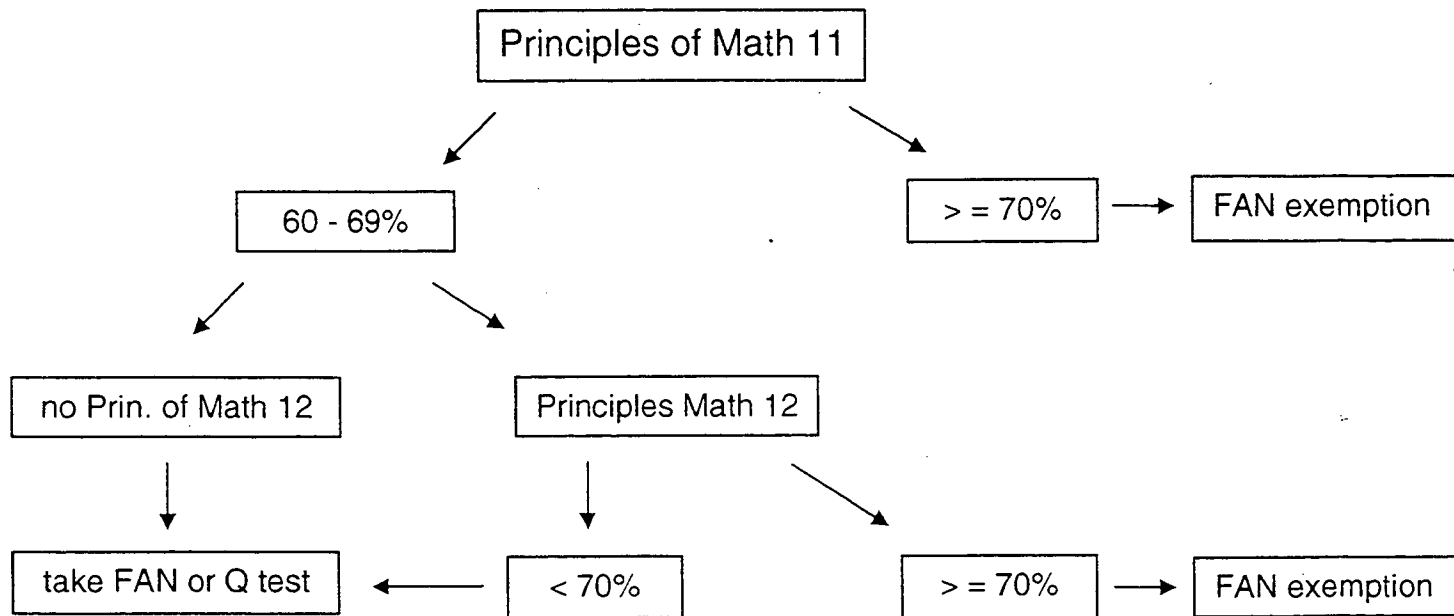 Principles of Math 11
60 - 69%
> = 70%
FAN exemption
no Prin. of Math 12
Principles Math 12
take FAN or Q test
< 70%
> = 70%
FAN exemption